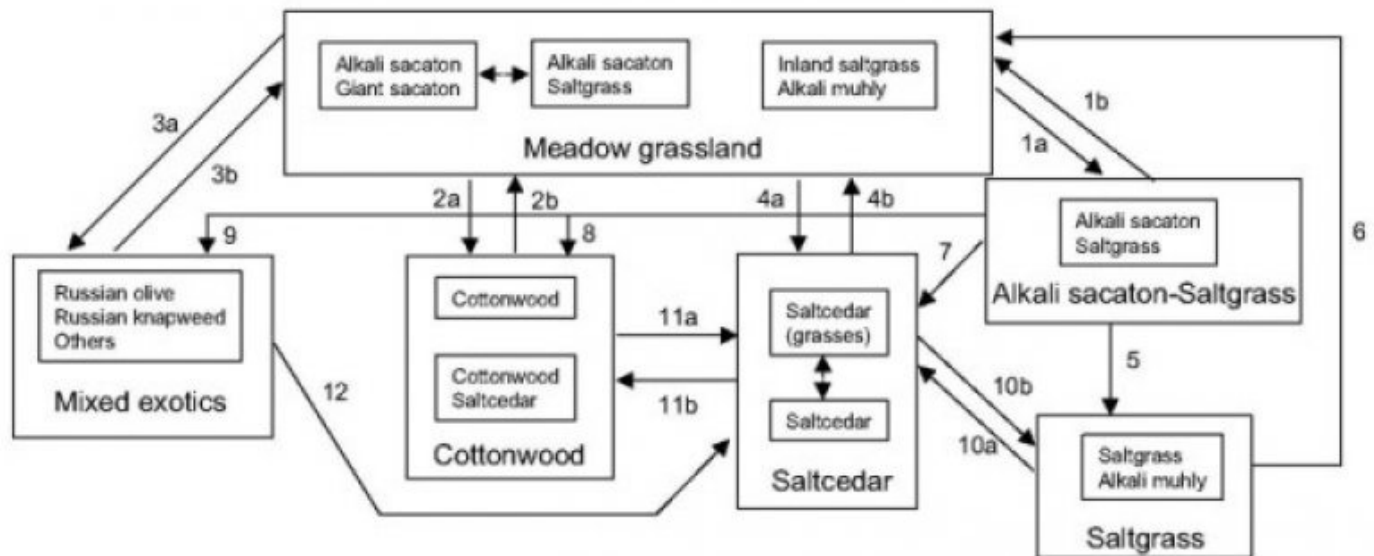 Alkali sacaton
Giant sacaton
Alkali sacaton
Saltgrass
Inland saltgrass
Alkali muhly
Meadow grassland
3a
3b
2a
2b
4a
4b
1b
1a
6
9
8
7
Alkali sacaton
Saltgrass
Alkali sacaton-Saltgrass
Russian olive
Russian knapweed
Others
Mixed exotics
Cottonwood
Cottonwood
Saltcedar
Cottonwood
11a
11b
Saltcedar
(grasses)
Saltcedar
Saltcedar
12
5
10b
10a
Saltgrass
Alkali muhly
Saltgrass